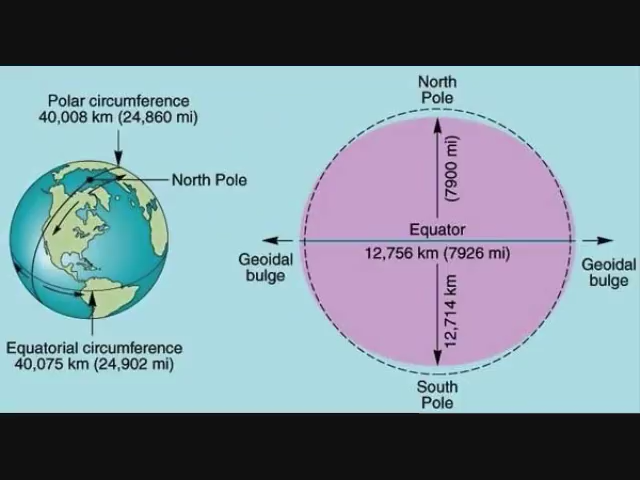 Polar circumference
40,008 km (24,860 mi)
North Pole
Equatorial circumference
40,075 km (24,902 mi)
North
Pole
(7900 mi)
Equator
12,756 km (7926 mi)
12,714 km
Geoidal
bulge
Geoidal
bulge
South
Pole